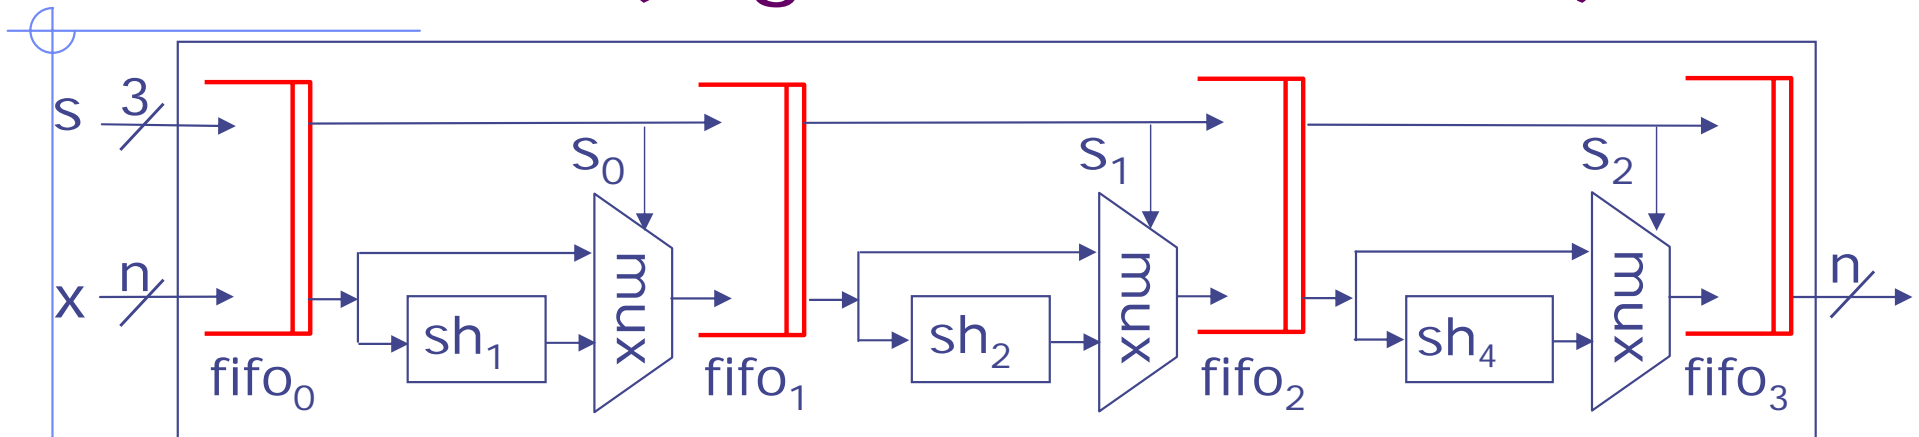 s 3
s₀ s₁ s₂
x n mux mux mux n
sh₁ sh₂ sh₄
fifo₀ fifo₁ fifo₂ fifo₃